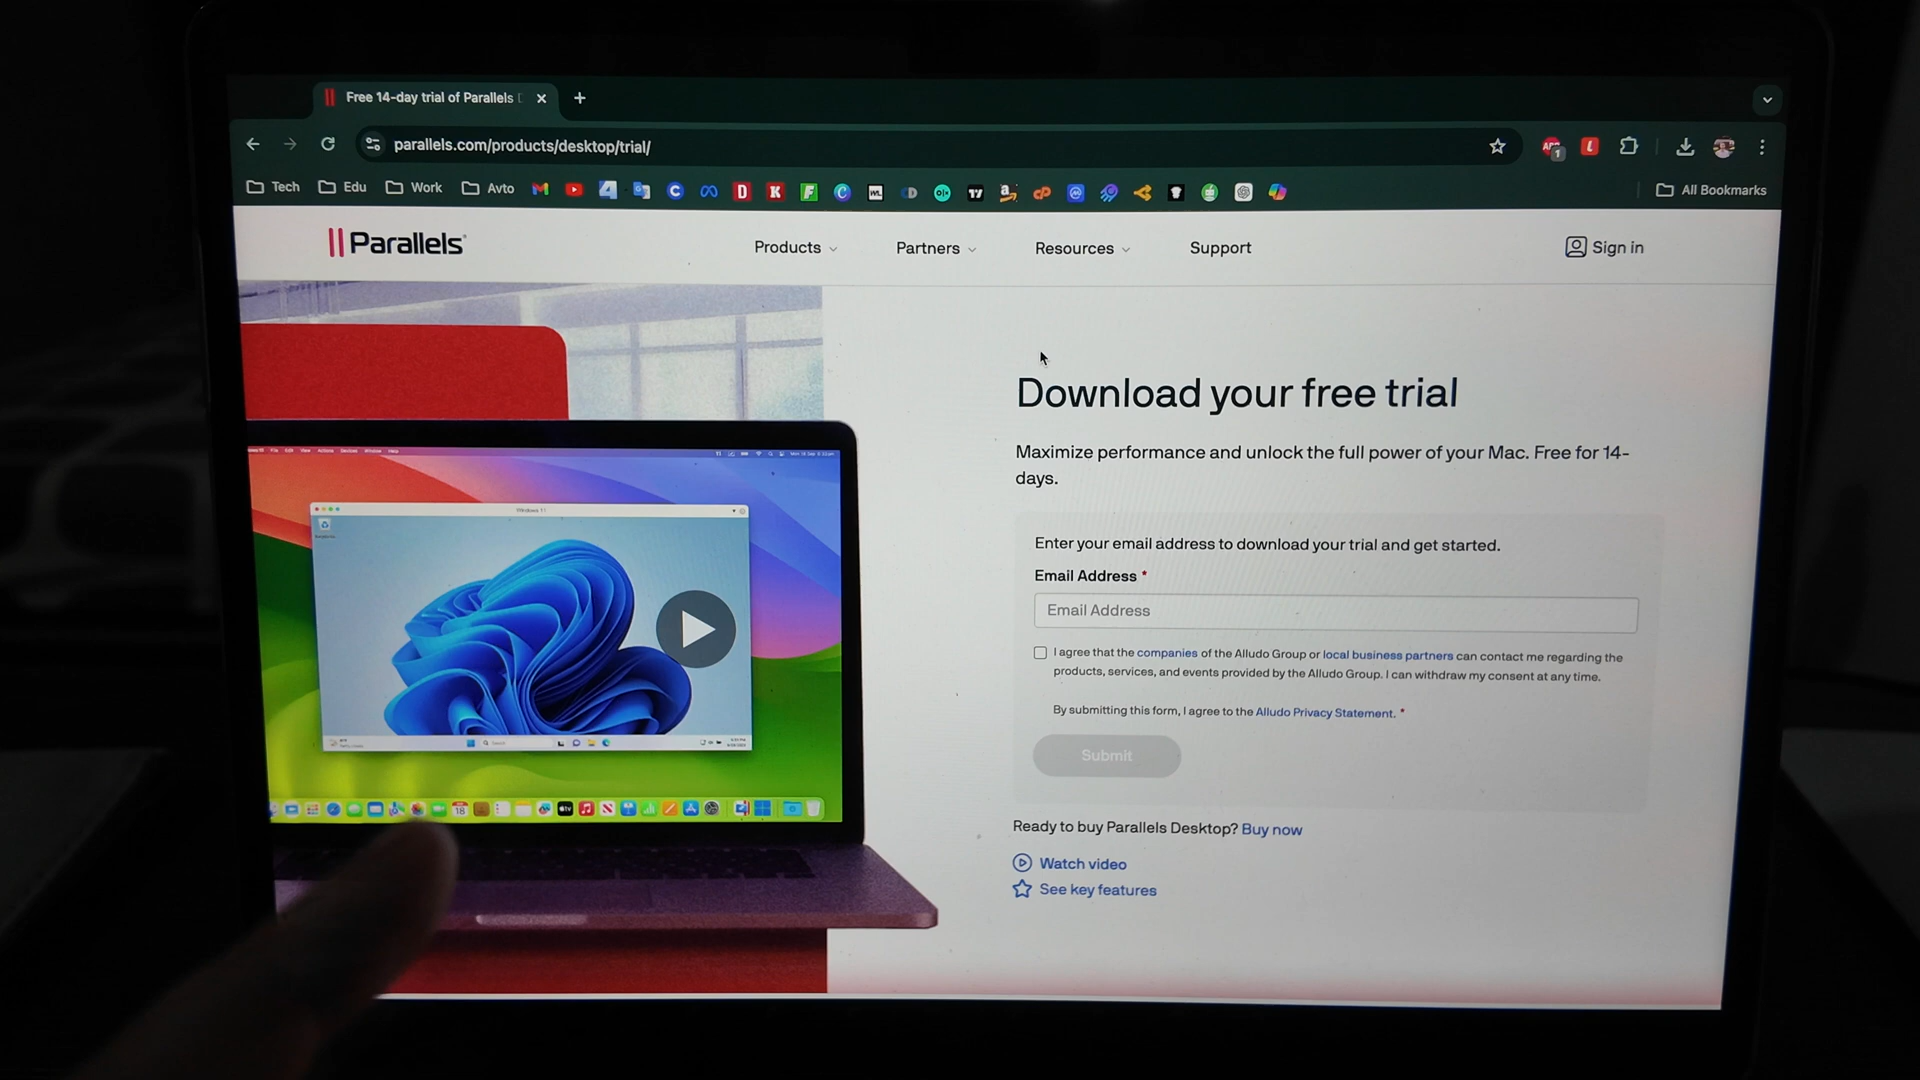 Free 14-day trial of Parallels
parallels.com/products/desktop/trial/
Tech
Edu
Work
Avto
All Bookmarks
Parallels
Products
Partners
Resources
Support
Sign in
Download your free trial
Maximize performance and unlock the full power of your Mac. Free for 14-
days.
Enter your email address to download your trial and get started.
Email Address *
Email Address
I agree that the companies of the Alludo Group or local business partners can contact me regarding the
products, services, and events provided by the Alludo Group. I can withdraw my consent at any time.
By submitting this form, I agree to the Alludo Privacy Statement. *
Submit
Ready to buy Parallels Desktop? Buy now
Watch video
See key features
Windows 11